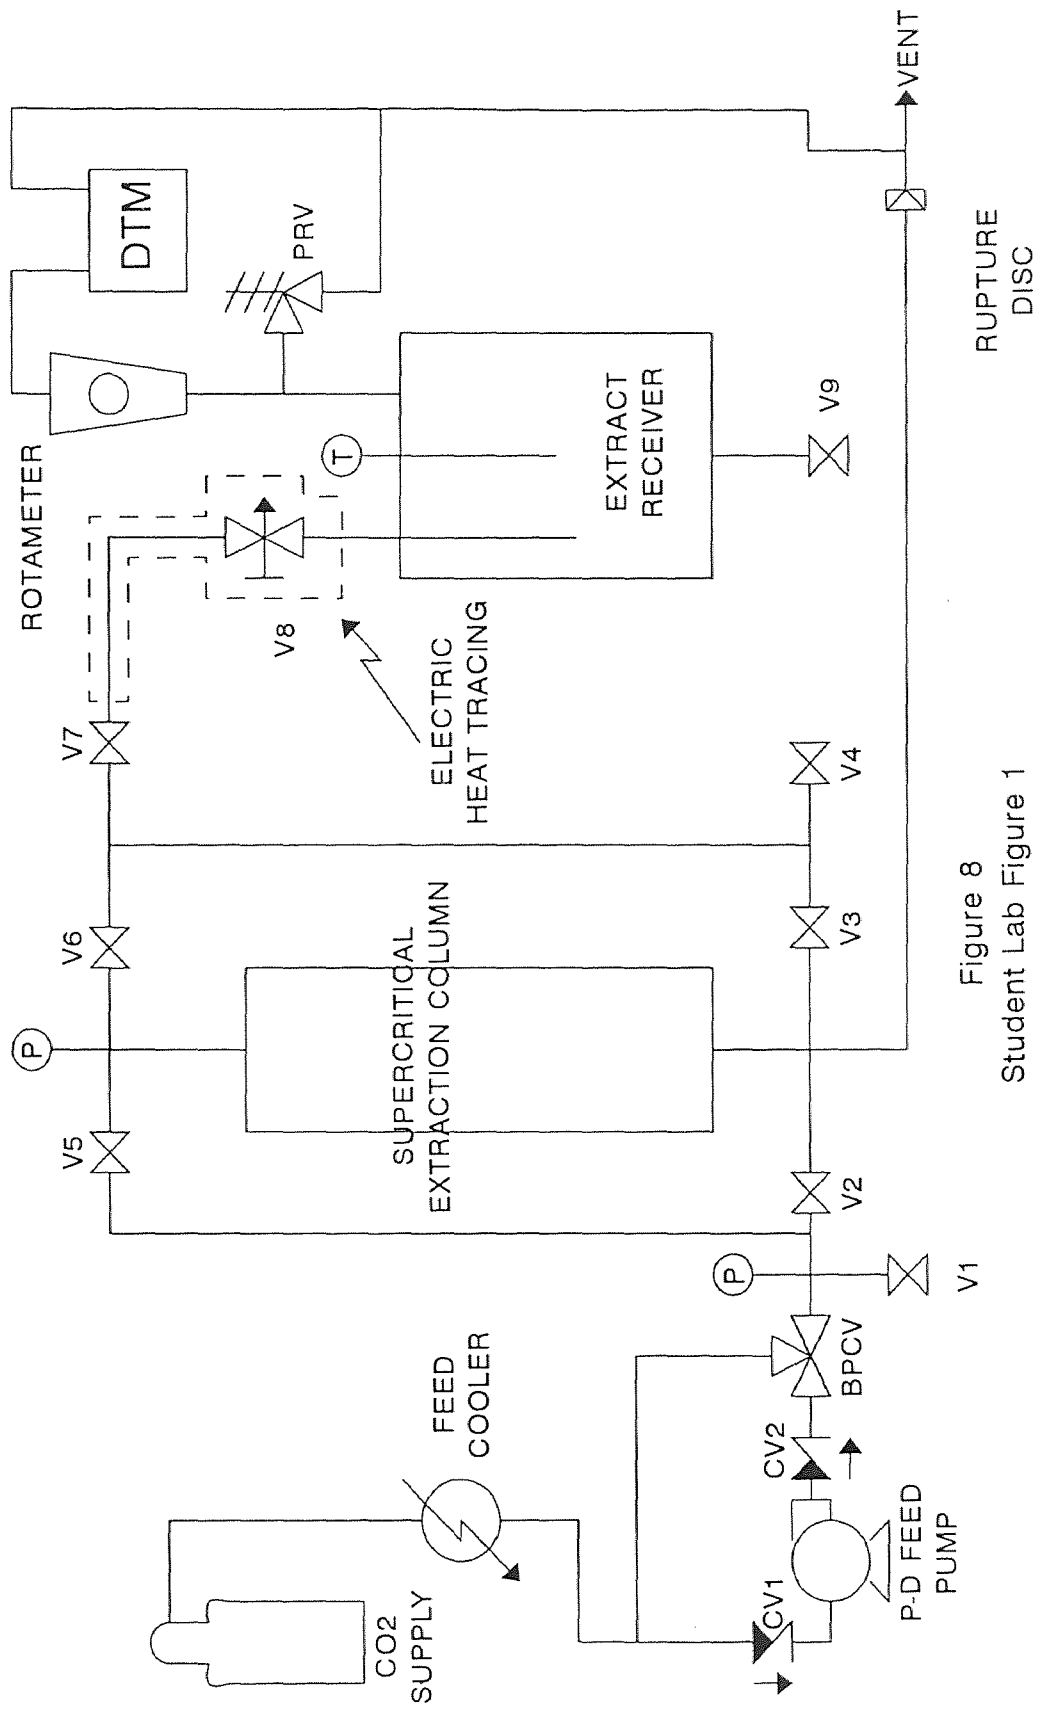 CO2
SUPPLY
FEED
COOLER
CV1
P-D FEED
PUMP
CV2
BPCV
P
V1
V2
V5
P
SUPERCRITICAL
EXTRACTION COLUMN
V6
V3
V4
V7
ELECTRIC
HEAT TRACING
V8
ROTAMETER
T
EXTRACT
RECEIVER
V9
PRV
DTM
RUPTURE
DISC
VENT
Figure 8
Student Lab Figure 1